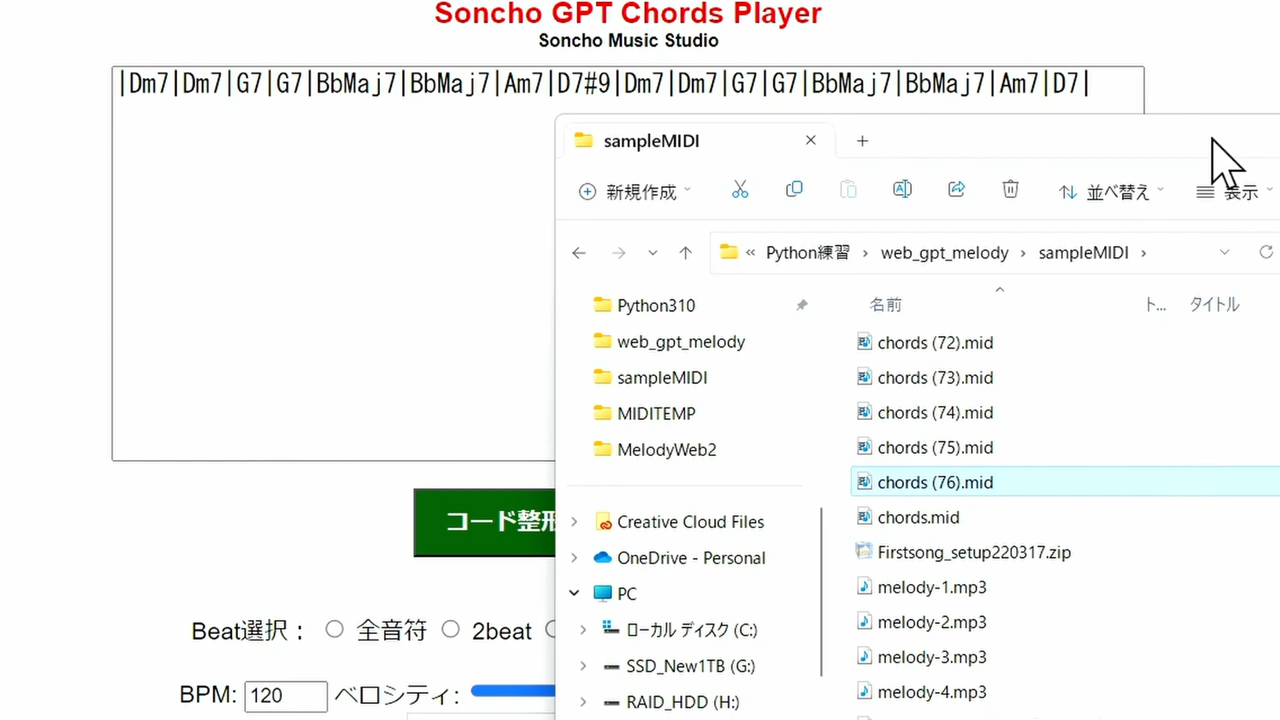 Soncho GPT Chords Player
Soncho Music Studio
|Dm7|Dm7|G7|G7|BbMaj7|BbMaj7|Am7|D7#9|Dm7|Dm7|G7|G7|BbMaj7|BbMaj7|Am7|D7|
sampleMIDI
新規作成
並べ替え
表示
« Python練習 › web_gpt_melody › sampleMIDI ›
Python310
web_gpt_melody
sampleMIDI
MIDITEMP
MelodyWeb2
Creative Cloud Files
OneDrive - Personal
PC
ローカル ディスク (C:)
SSD_New1TB (G:)
RAID_HDD (H:)
名前
ト...
タイトル
chords (72).mid
chords (73).mid
chords (74).mid
chords (75).mid
chords (76).mid
chords.mid
Firstsong_setup220317.zip
melody-1.mp3
melody-2.mp3
melody-3.mp3
melody-4.mp3
コード整形
Beat選択： 全音符 2beat
BPM: 120 ベロシティ: